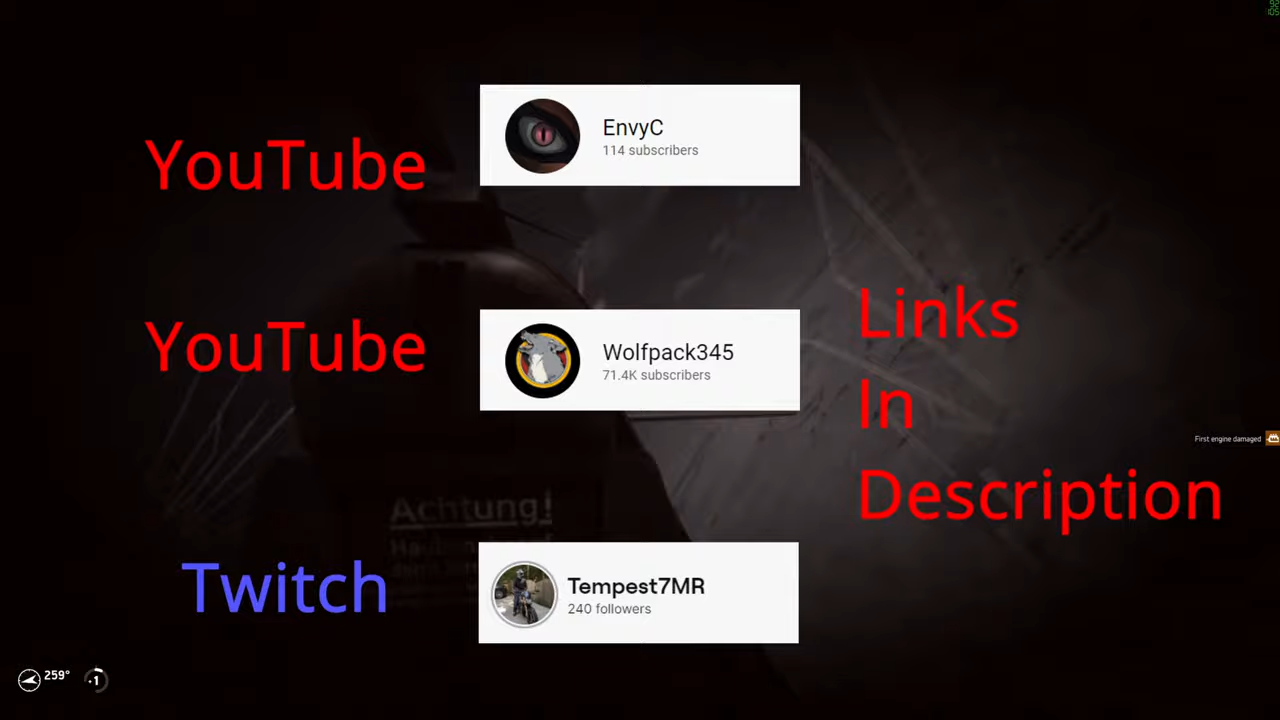 YouTube
EnvyC
114 subscribers
YouTube
Wolfpack345
71.4K subscribers
Links
In
Description
First engine damaged
Achtung!
Twitch
Tempest7MR
240 followers
259°
+1